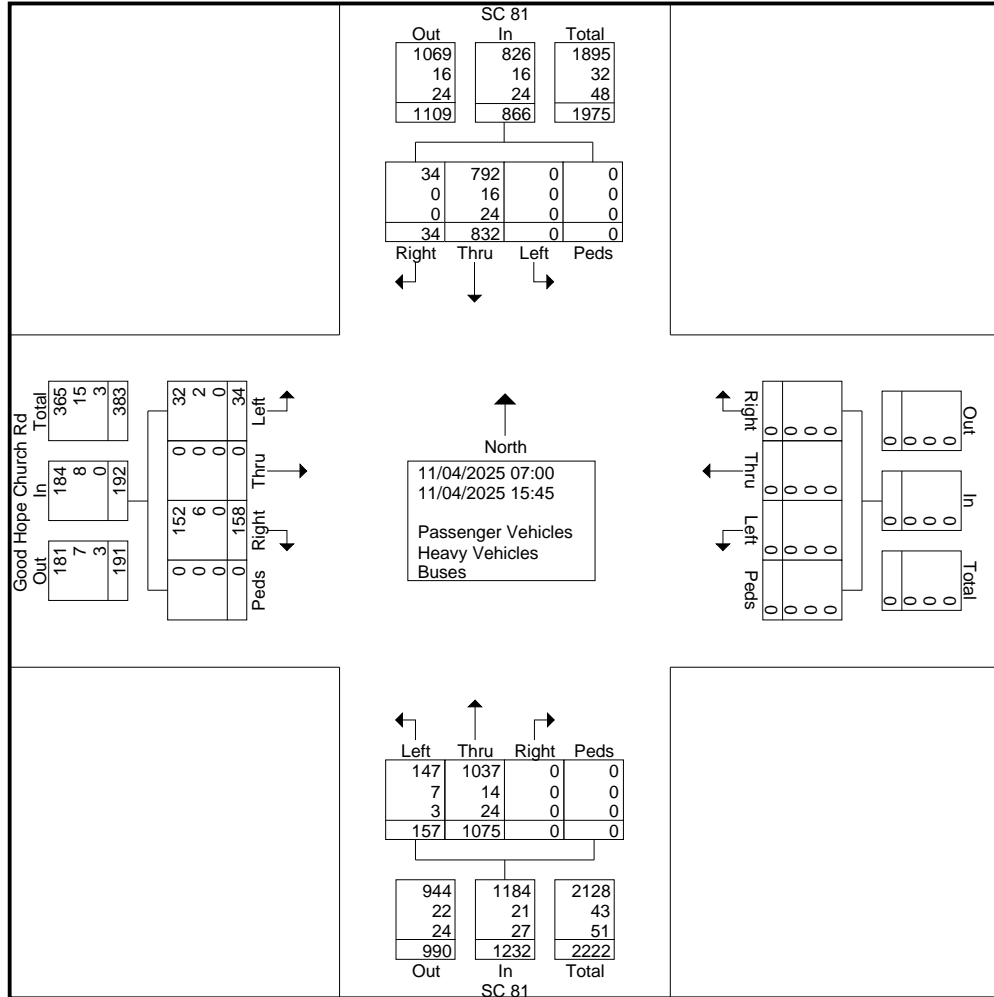 SC 81
Out In Total
1069 826 1895
16 16 32
24 24 48
1109 866 1975
34 792 0 0
0 16 0 0
0 24 0 0
34 832 0 0
Right Thru Left Peds
Good Hope Church Rd
Total
365 15 3 383
In
184 8 0 192
Out
181 7 3 191
32 2 0 34
Left
0 0 0 0
Thru
152 6 0 158
Right
0 0 0 0
Peds
North
11/04/2025 07:00
11/04/2025 15:45
Passenger Vehicles
Heavy Vehicles
Buses
Right
0 0 0 0
Thru
0 0 0 0
Left
0 0 0 0
Peds
0 0 0 0
Out
0 0 0 0
In
0 0 0 0
Total
0 0 0 0
Left Thru Right Peds
147 1037 0 0
7 14 0 0
3 24 0 0
157 1075 0 0
944 1184 2128
22 21 43
24 27 51
990 1232 2222
Out In Total
SC 81